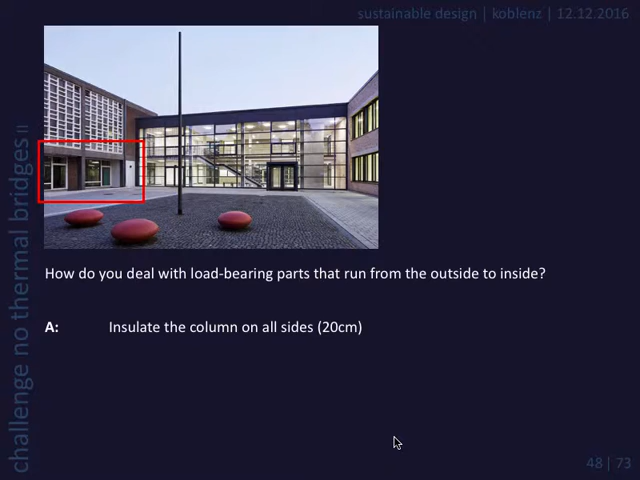 sustainable design | koblenz | 12.12.2016
challenge no thermal bridges II
How do you deal with load-bearing parts that run from the outside to inside?
A: Insulate the column on all sides (20cm)
48 | 73